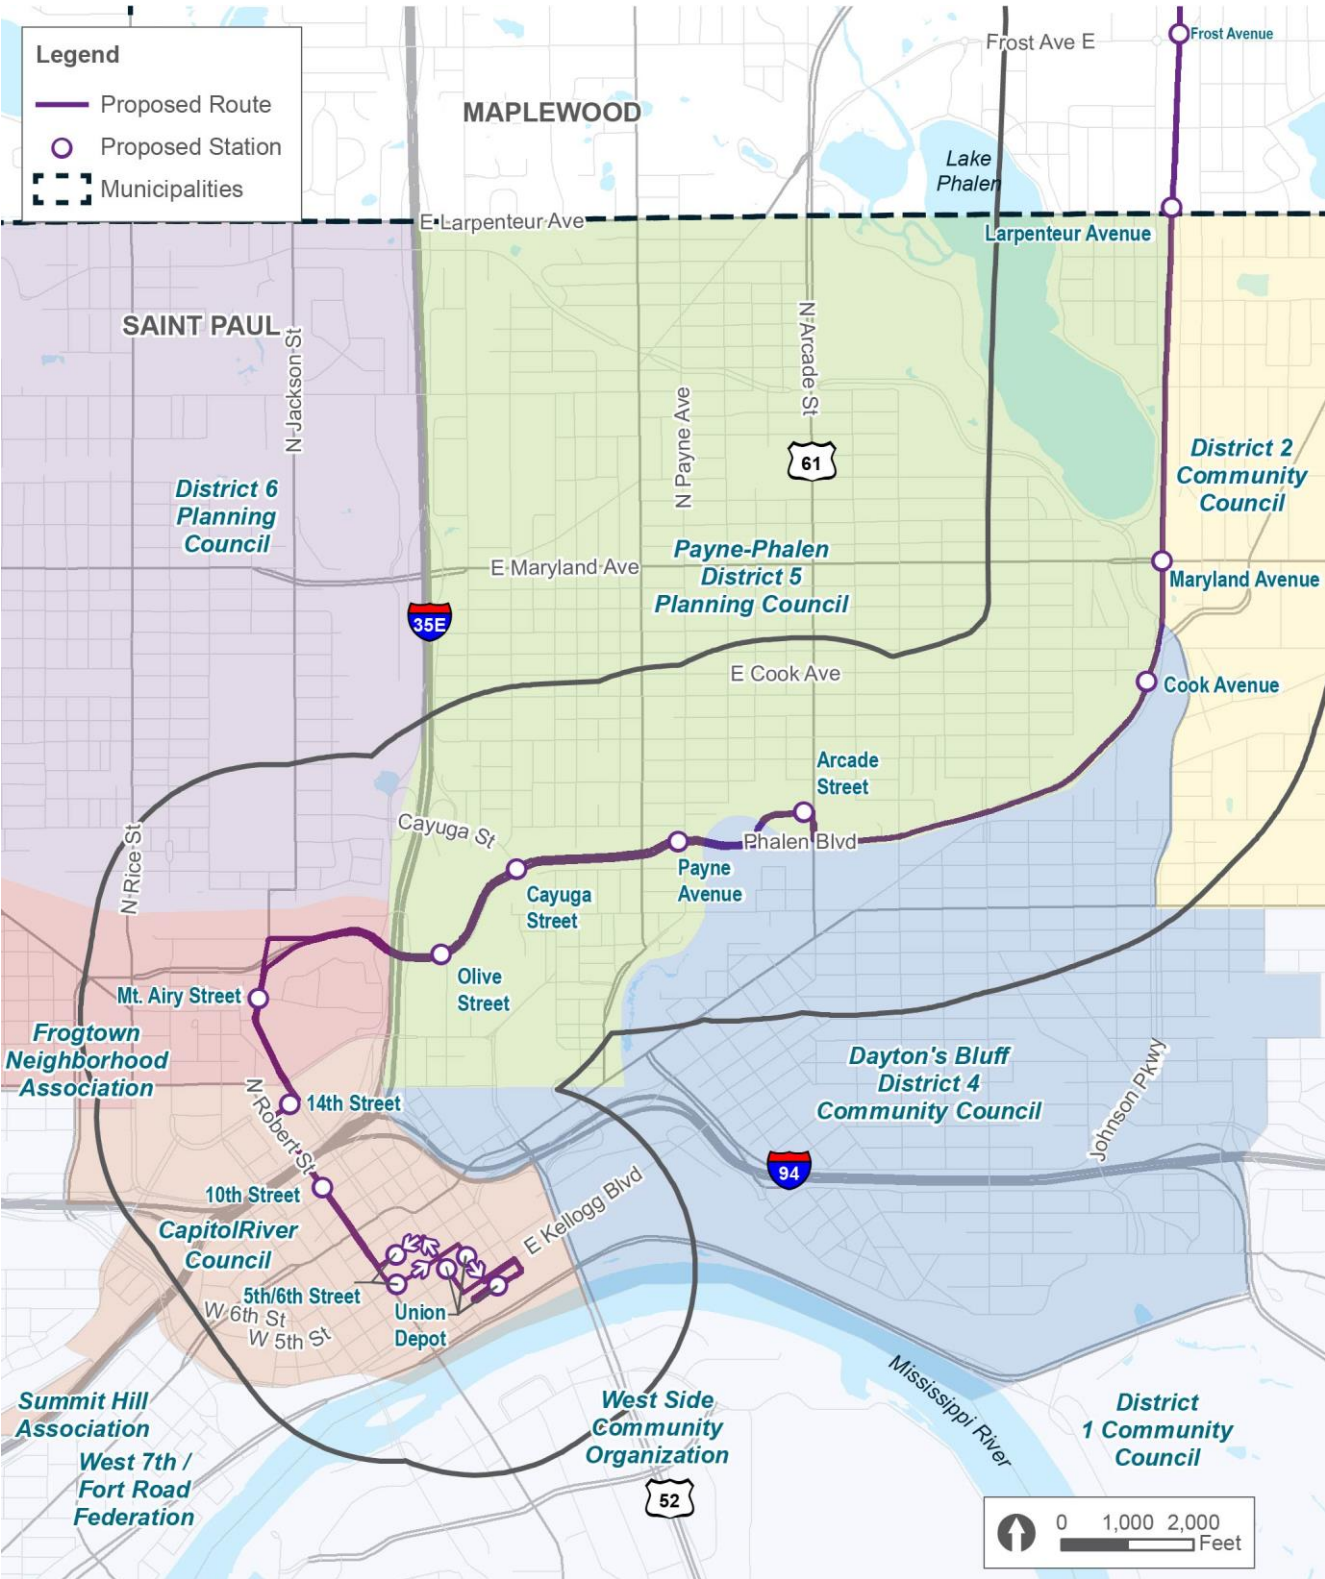 Legend
Proposed Route
Proposed Station
Municipalities
Frost Ave E
Frost Avenue
MAPLEWOOD
Lake
Phalen
E Larpenteur Ave
Larpenteur Avenue
SAINT PAUL
N Jackson St
N Arcade St
N Payne Ave
61
District 2
Community
Council
District 6
Planning
Council
Payne-Phalen
District 5
Planning Council
E Maryland Ave
Maryland Avenue
35E
E Cook Ave
Cook Avenue
Arcade
Street
Cayuga St
Phalen Blvd
N Rice St
Payne
Avenue
Cayuga
Street
Olive
Street
Mt. Airy Street
Frogtown
Neighborhood
Association
Dayton's Bluff
District 4
Community Council
Johnson Pkwy
N Robert St
14th Street
94
10th Street
CapitolRiver
Council
E Kellogg Blvd
5th/6th Street
W 6th St
W 5th St
Union
Depot
Mississippi River
Summit Hill
Association
West Side
Community
Organization
District
1 Community
Council
West 7th /
Fort Road
Federation
52
0 1,000 2,000
Feet